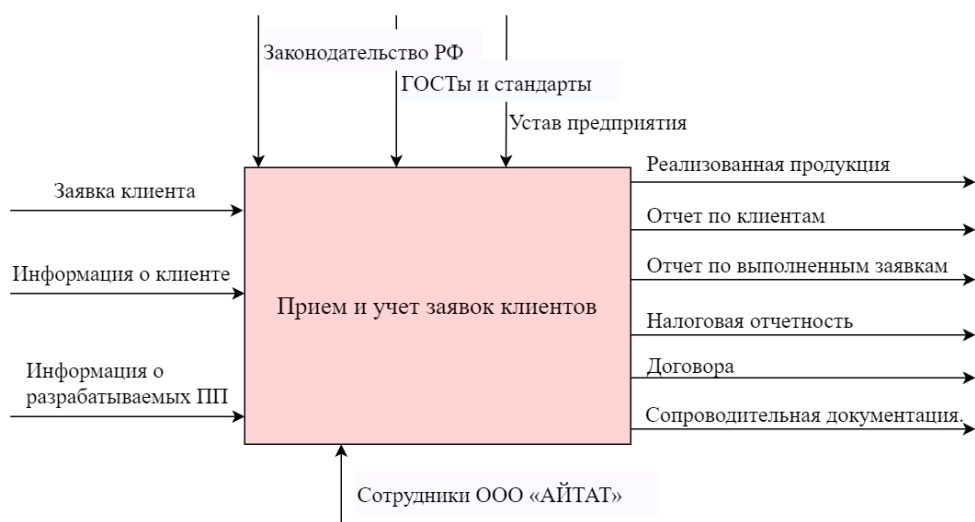 Законодательство РФ
ГОСТы и стандарты
Устав предприятия
Заявка клиента
Информация о клиенте
Информация о
разрабатываемых ПП
Прием и учет заявок клиентов
Реализованная продукция
Отчет по клиентам
Отчет по выполненным заявкам
Налоговая отчетность
Договора
Сопроводительная документация.
Сотрудники ООО «АЙТАТ»